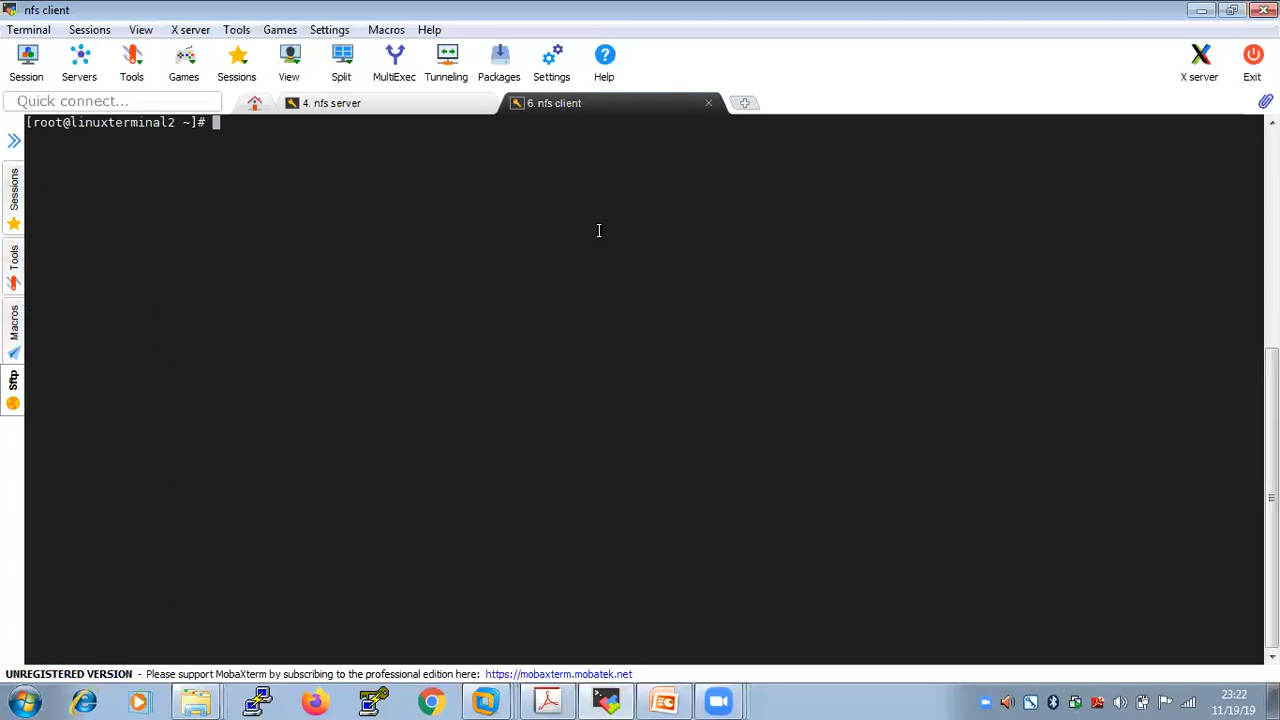 nfs client
Terminal Sessions View X server Tools Games Settings Macros Help
Session Servers Tools Games Sessions View Split MultiExec Tunneling Packages Settings Help X server Exit
Quick connect... 4. nfs server 6. nfs client
[root@linuxterminal2 ~]#
Sessions
Tools
Macros
Sftp
UNREGISTERED VERSION - Please support MobaXterm by subscribing to the professional edition here: https://mobaxterm.mobatek.net
23:22
11/19/19